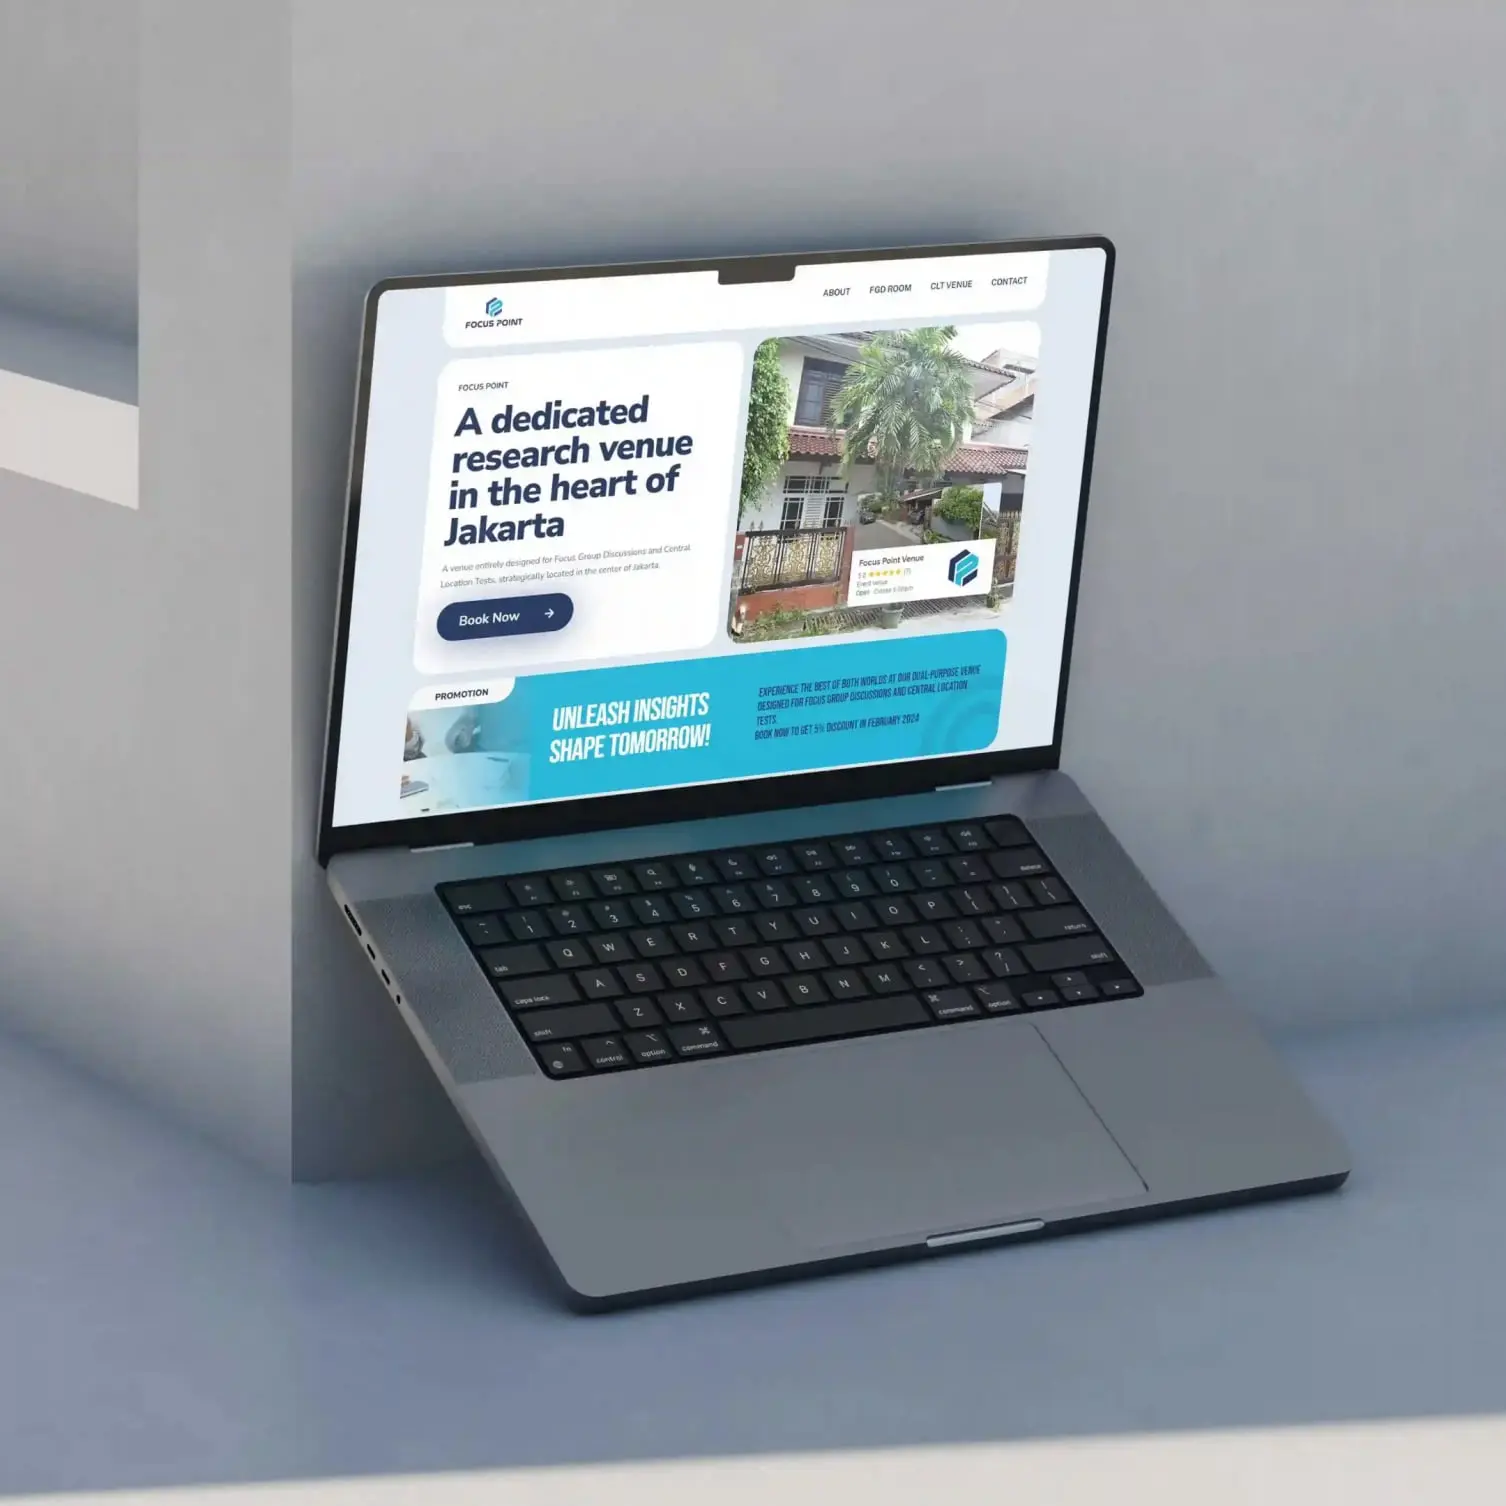 FOCUS POINT
ABOUT
FGD ROOM
CLT VENUE
CONTACT
FOCUS POINT
A dedicated
research venue
in the heart of
Jakarta
A venue entirely designed for Focus Group Discussions and Central
Location Tests, strategically located in the center of Jakarta.
Book Now
Focus Point Venue
5.0 ★★★★★ (7)
Event venue
Open
PROMOTION
UNLEASH INSIGHTS
SHAPE TOMORROW!
EXPERIENCE THE BEST OF BOTH WORLDS AT OUR DUAL-PURPOSE VENUE
DESIGNED FOR FOCUS GROUP DISCUSSIONS AND CENTRAL LOCATION
TESTS.
BOOK NOW TO GET 5% DISCOUNT IN FEBRUARY 2024
esc
~ ! 1 @ 2 # 3 $ 4 % 5 ^ 6 & 7 * 8 ( 9 ) 0 delete
tab Q W E R T Y U I O P { [ } ] | \
caps lock A S D F G H J K L : ; " ' return
shift Z X C V B N M < , > . ? / shift
fn control option command command option